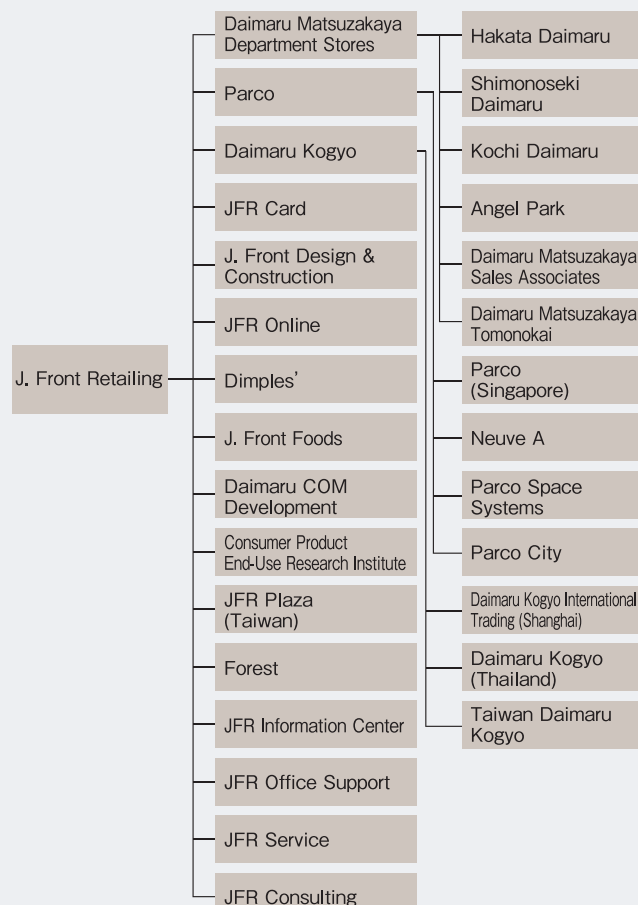 J. Front Retailing
Daimaru Matsuzakaya
Department Stores
Parco
Daimaru Kogyo
JFR Card
J. Front Design &
Construction
JFR Online
Dimples’
J. Front Foods
Daimaru COM
Development
Consumer Product
End-Use Research Institute
JFR Plaza
(Taiwan)
Forest
JFR Information Center
JFR Office Support
JFR Service
JFR Consulting
Hakata Daimaru
Shimonoseki
Daimaru
Kochi Daimaru
Angel Park
Daimaru Matsuzakaya
Sales Associates
Daimaru Matsuzakaya
Tomonokai
Parco
(Singapore)
Neuve A
Parco Space
Systems
Parco City
Daimaru Kogyo International
Trading (Shanghai)
Daimaru Kogyo
(Thailand)
Taiwan Daimaru
Kogyo